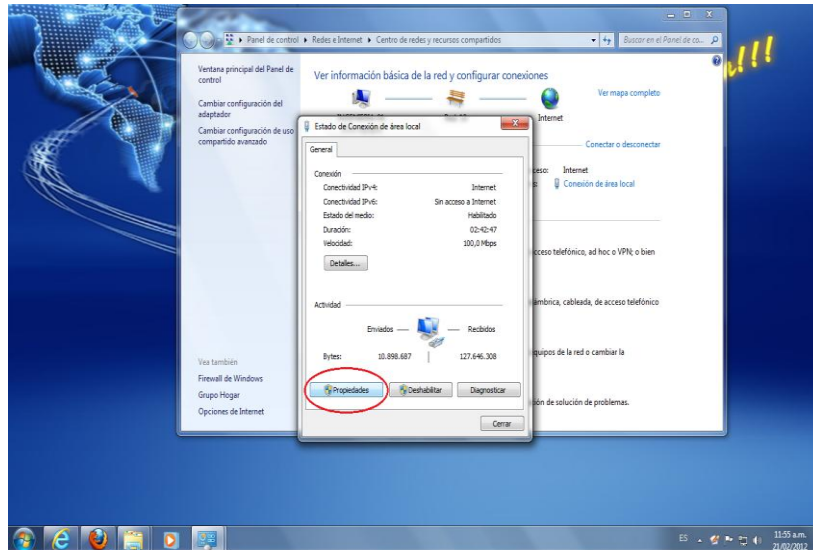 Panel de control ▸ Redes e Internet ▸ Centro de redes y recursos compartidos
Buscar en el Panel de co...
n!!!
Ventana principal del Panel de
control
Cambiar configuración del
adaptador
Cambiar configuración de uso
compartido avanzado
Ver información básica de la red y configurar conexiones
Ver mapa completo
Internet
Conectar o desconectar
ceso: Internet
Conexión de área local
cceso telefónico, ad hoc o VPN; o bien
ámbrica, cableada, de acceso telefónico
quipos de la red o cambiar la
ión de solución de problemas.
Estado de Conexión de área local
General
Conexión
Conectividad IPv4: Internet
Conectividad IPv6: Sin acceso a Internet
Estado del medio: Habilitado
Duración: 02:42:47
Velocidad: 100,0 Mbps
Detalles...
Actividad
Enviados — Recibidos
Bytes: 10.898.687 127.646.308
Propiedades Deshabilitar Diagnosticar
Cerrar
Vea también
Firewall de Windows
Grupo Hogar
Opciones de Internet
ES 11:55 a.m.
21/02/2012